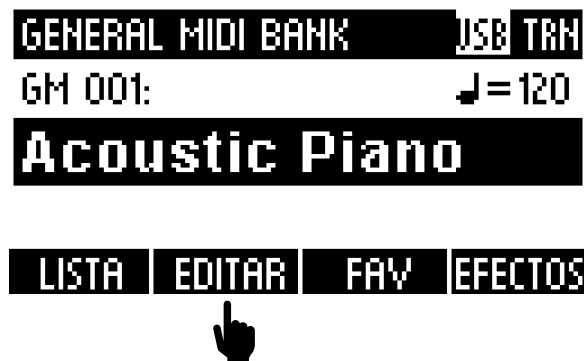 GENERAL MIDI BANK USB TRN
GM 001: ♩=120
Acoustic Piano
LISTA EDITAR FAV EFECTOS